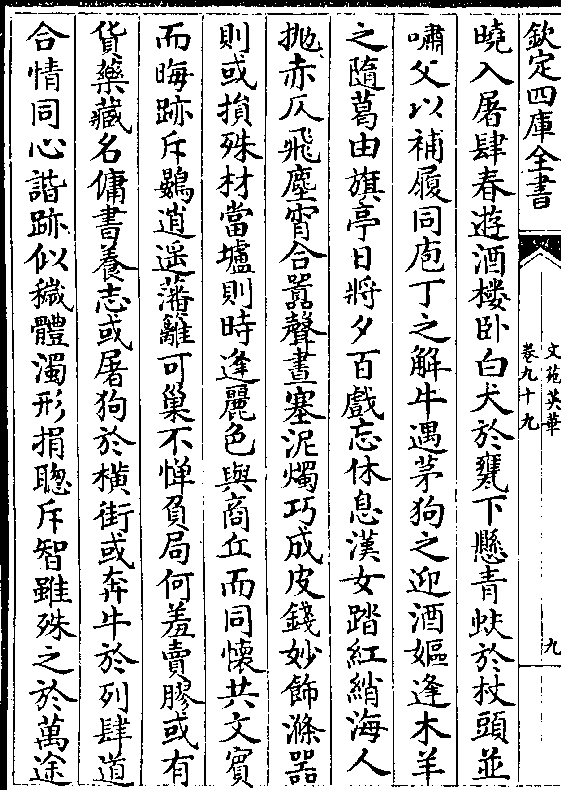 欽定四庫全書
文苑英華
卷九十九
九
曉入屠肆春遊酒樓卧白犬於甕下懸青蚨於杖頭並
嘯父以補履同庖丁之解牛遇茅狗之迎酒嫗逢木羊
之隨葛由旗亭日將夕百戲忘休息漢女踏紅綃海人
抛赤仄飛塵宵合嚻聲晝塞泥燭巧成皮錢妙飾滌器
則或損殊材當壚則時逢麗色與商丘而同懐共文賓
而晦跡斥鷃逍遥藩籬可巢不惮負局何羞賣膠或有
貨藥藏名傭書養志或屠狗於横街或奔牛於列肆道
合情同心諧跡似穢體濁形捐聰斥智雖殊之於萬途